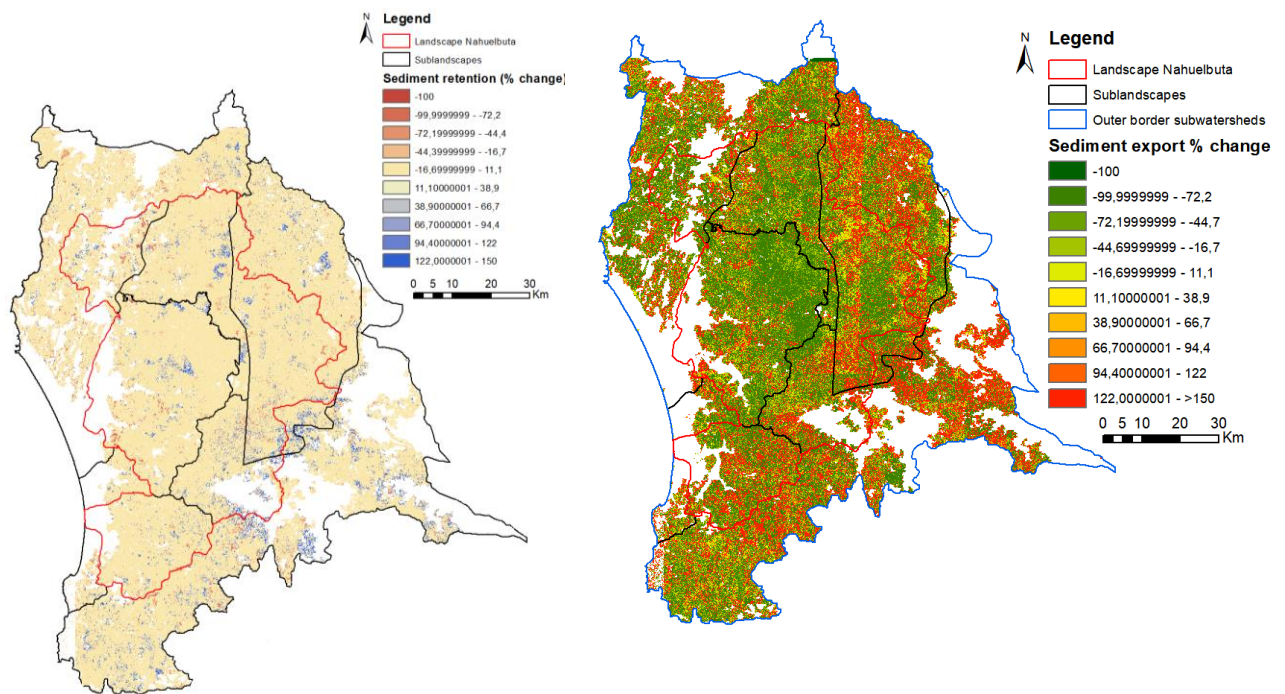 N
Legend
Landscape Nahuelbuta
Sublandscapes
Sediment retention (% change)
-100
-99,9999999 - -72,2
-72,19999999 - -44,4
-44,39999999 - -16,7
-16,69999999 - 11,1
11,10000001 - 38,9
38,90000001 - 66,7
66,70000001 - 94,4
94,40000001 - 122
122,0000001 - 150
0 5 10 20 30
Km
N
Legend
Landscape Nahuelbuta
Sublandscapes
Outer border subwatersheds
Sediment export % change
-100
-99,9999999 - -72,2
-72,19999999 - -44,7
-44,69999999 - -16,7
-16,69999999 - 11,1
11,10000001 - 38,9
38,90000001 - 66,7
66,70000001 - 94,4
94,40000001 - 122
122,0000001 - >150
0 5 10 20 30
Km